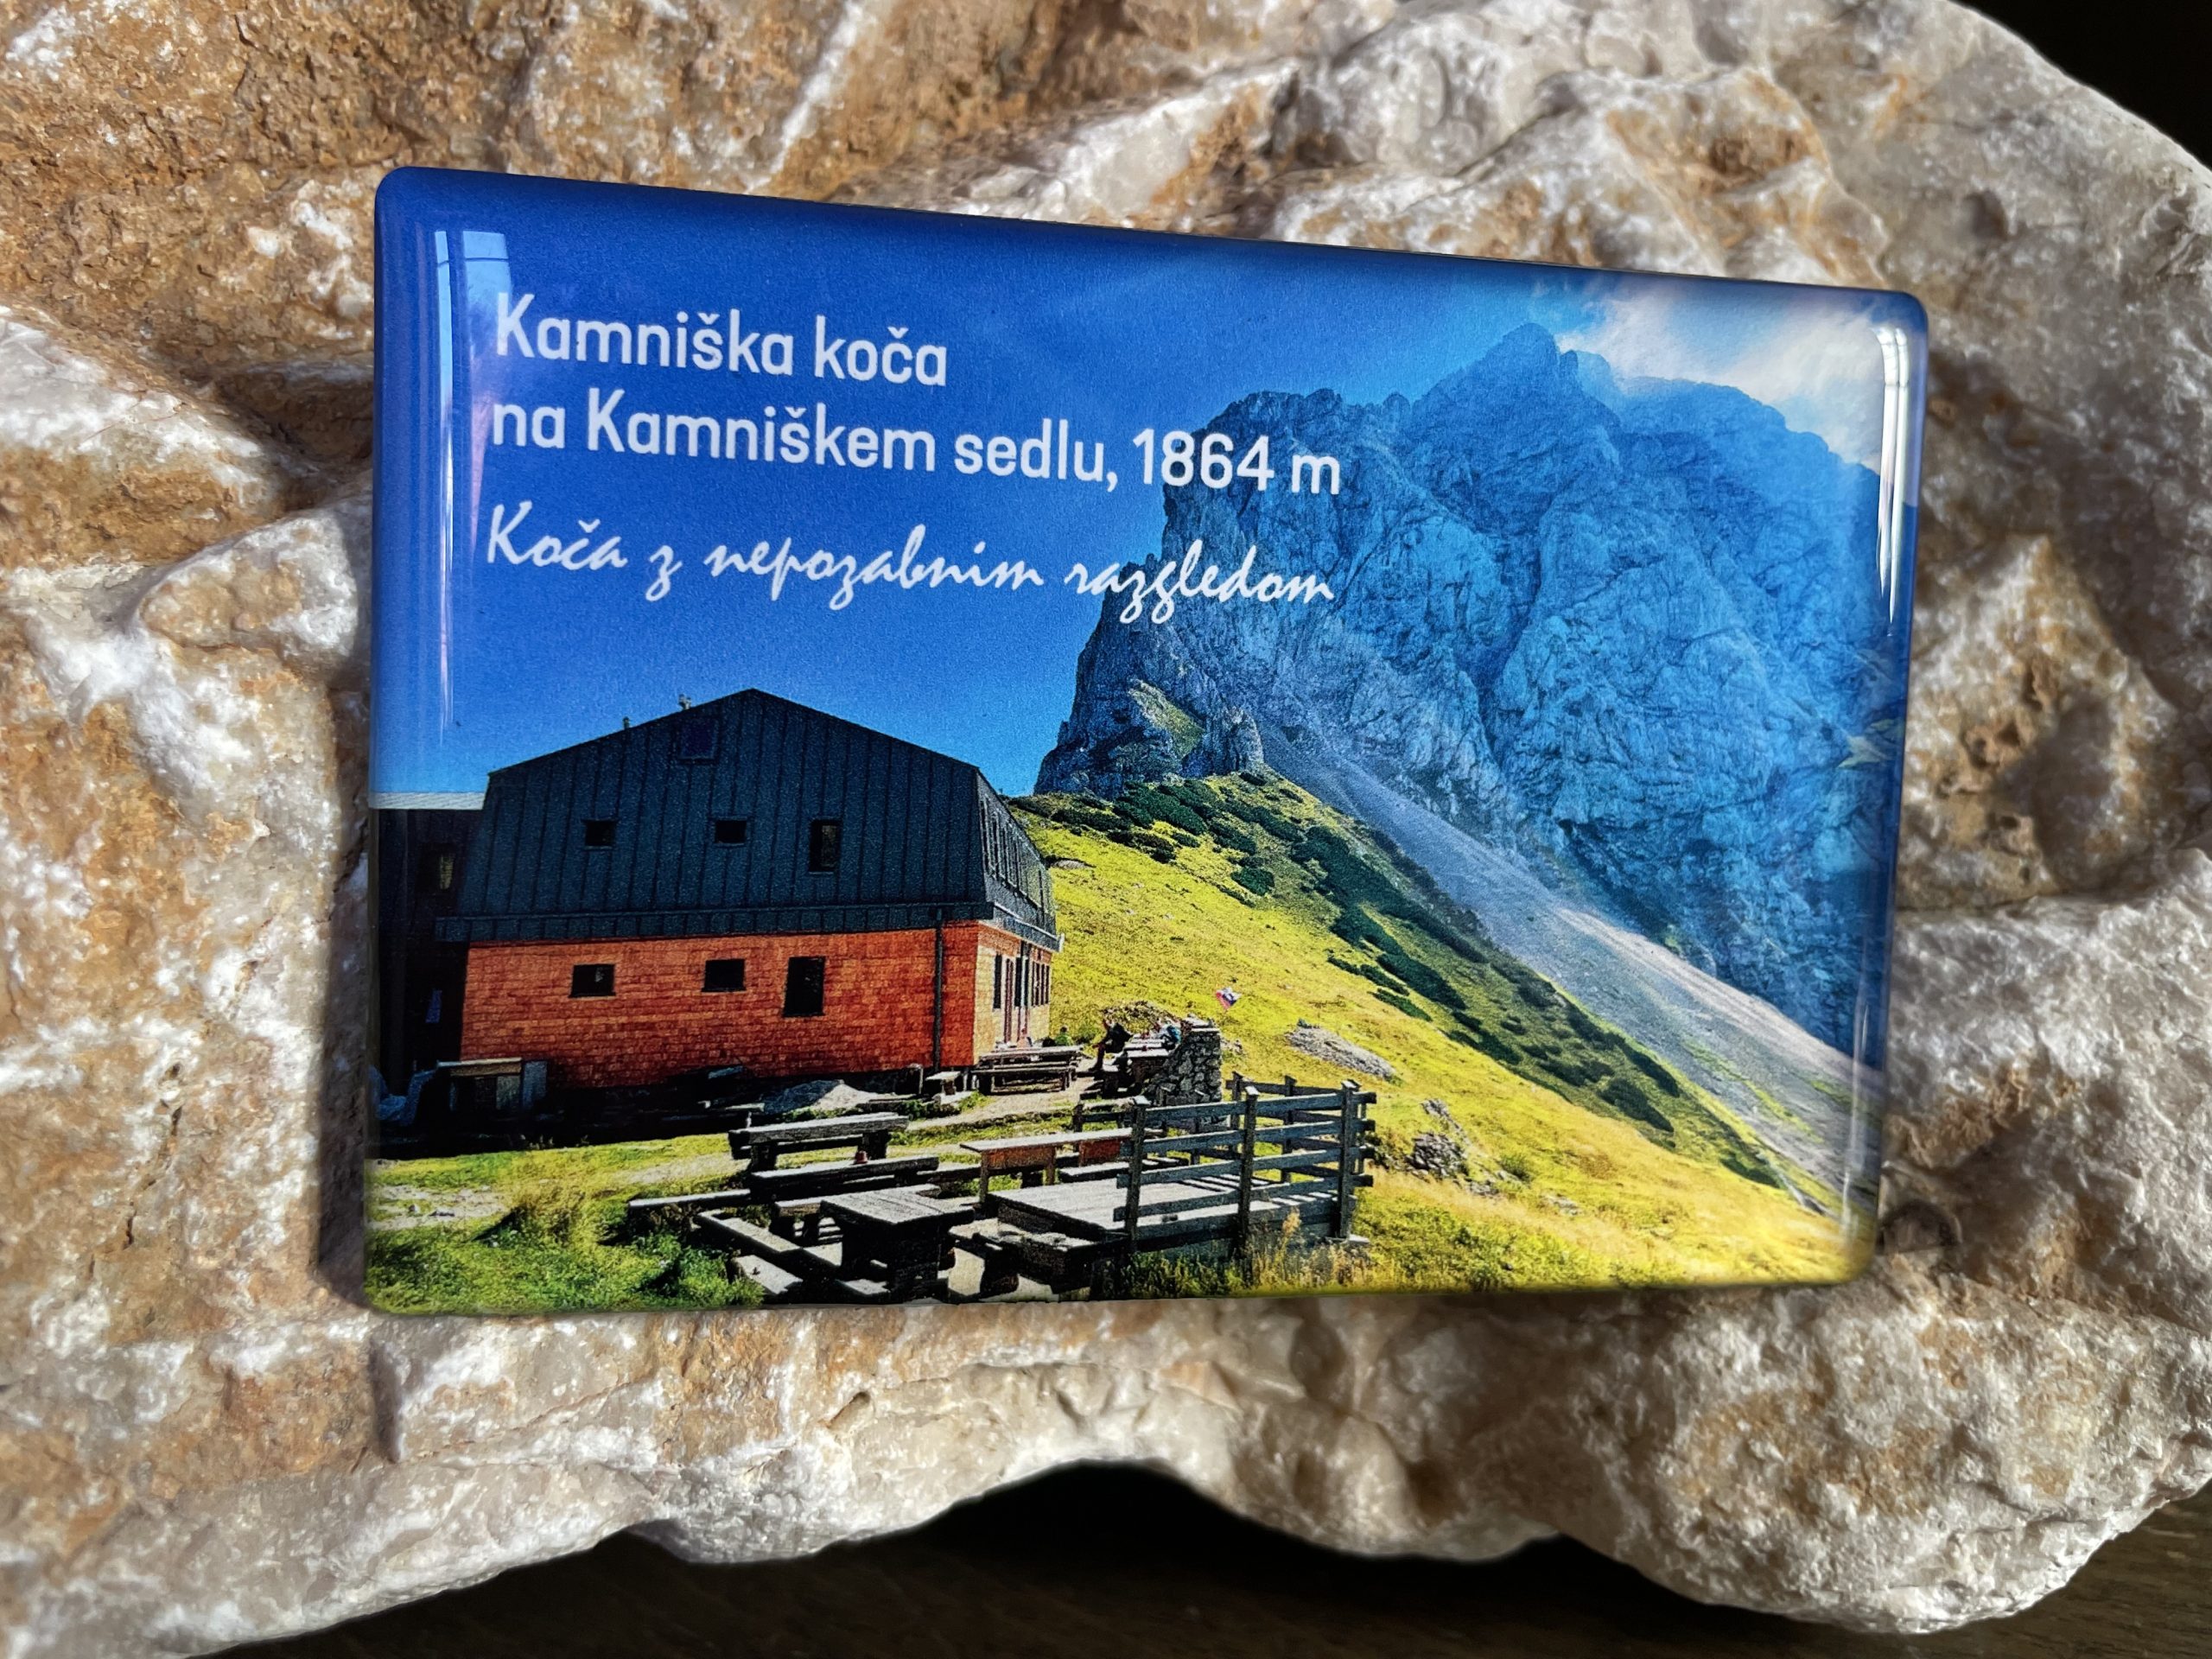 Kamniška koča
na Kamniškem sedlu, 1864 m
Koča z nepozabnim razgledom